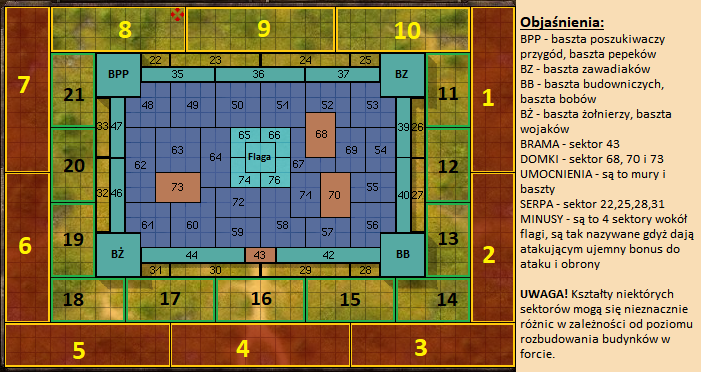 8 9 10
7
1
22 23 24 25
BPP 35 36 37 BZ
21 11
48 49 50 51 52 53
33 47 39 26
65 66 68
63 64 69 54
20 62 Flaga 67 12
73 74 76 74 70 55
32 46 40 27
72
61 60 59 58 57 56
19 13
6 2
BŻ 44 43 42 BB
34 30 29 28
18 17 16 15 14
5 4 3
Objaśnienia:
BPP - baszta poszukiwaczy
przygód, baszta pepeków
BZ - baszta zawadiaków
BB - baszta budowniczych,
baszta bobów
BŻ - baszta żołnierzy, baszta
wojaków
BRAMA - sektor 43
DOMKI - sektor 68, 70 i 73
UMOCNIENIA - są to mury i
baszty
SERPA - sektor 22,25,28,31
MINUSY - są to 4 sektory wokół
flagi, są tak nazywane gdyż dają
atakującym ujemny bonus do
ataku i obrony
UWAGA! Kształty niektórych
sektorów mogą się nieznacznie
różnic w zależności od poziomu
rozbudowania budynków w
forcie.